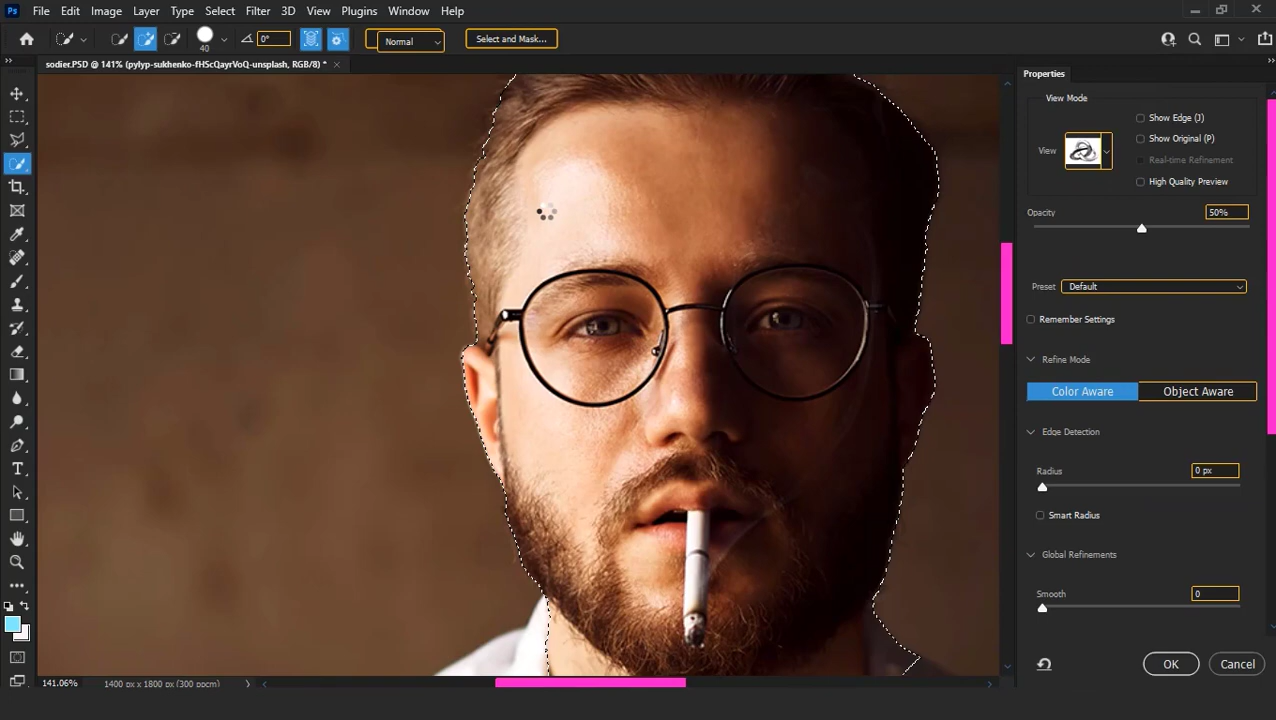 Ps File Edit Image Layer Type Select Filter 3D View Plugins Window Help
40 0° Normal Select and Mask...
sodier.PSD @ 141% (pylyp-sukhenko-fHScQayrVoQ-unsplash, RGB/8) *
Properties
View Mode
Show Edge (J)
Show Original (P)
View
Real-time Refinement
High Quality Preview
Opacity 50%
Preset Default
Remember Settings
Refine Mode
Color Aware Object Aware
Edge Detection
Radius 0 px
Smart Radius
Global Refinements
Smooth 0
OK Cancel
141.06% 1400 px x 1800 px (300 ppcm)